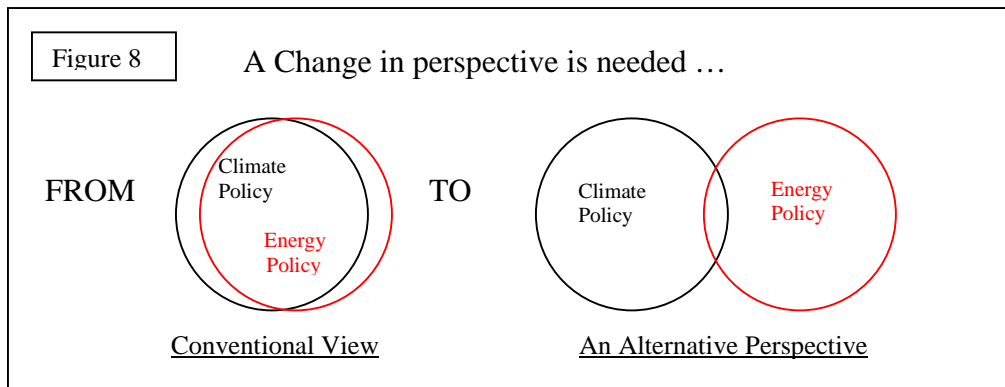 Figure 8
A Change in perspective is needed …
FROM
Climate
Policy
Energy
Policy
TO
Climate
Policy
Energy
Policy
Conventional View
An Alternative Perspective